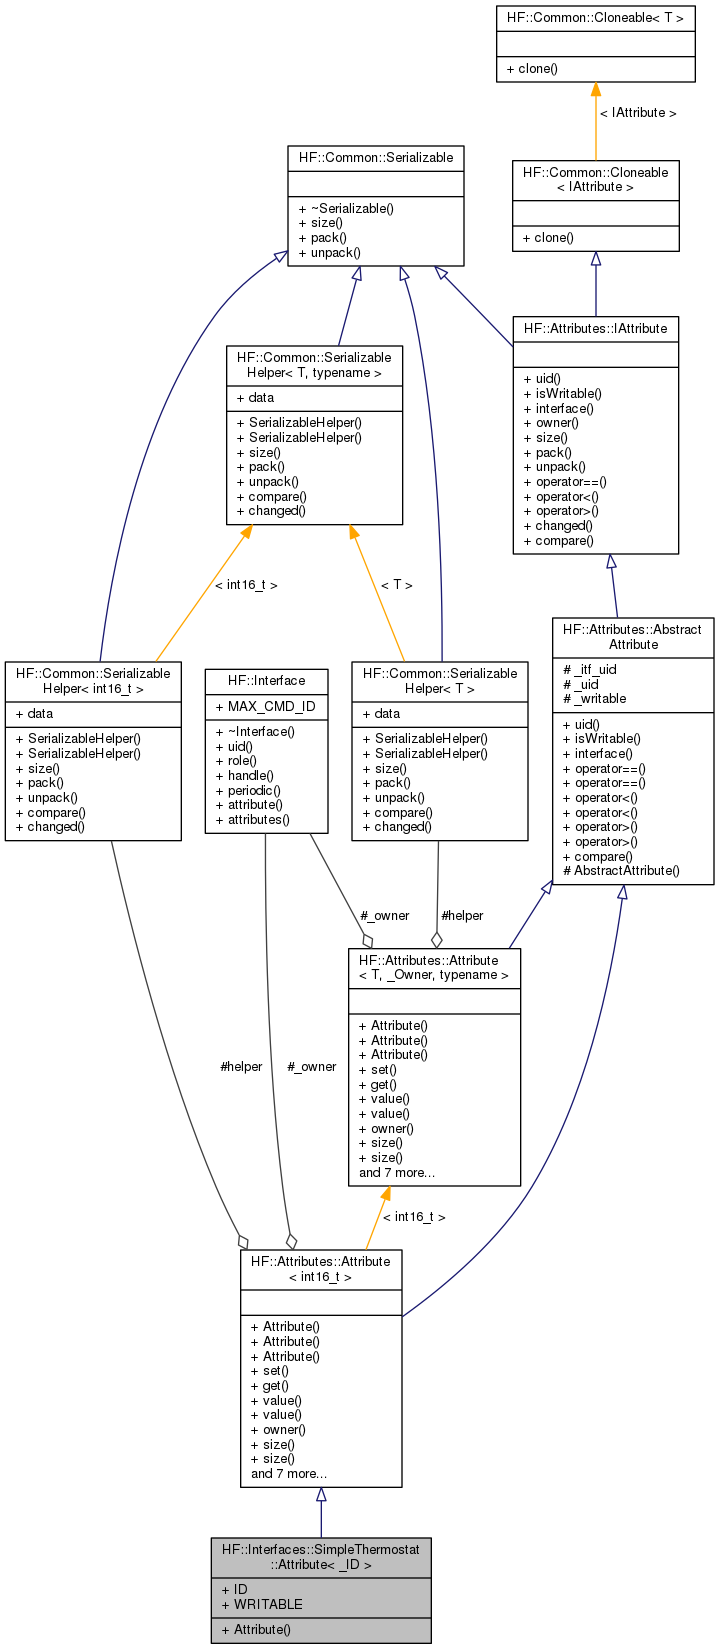 HF::Common::Cloneable< T >
+ clone()
< IAttribute >
HF::Common::Serializable
+ ~Serializable()
+ size()
+ pack()
+ unpack()
HF::Common::Cloneable
< IAttribute >
+ clone()
HF::Common::Serializable
Helper< T, typename >
+ data
+ SerializableHelper()
+ SerializableHelper()
+ size()
+ pack()
+ unpack()
+ compare()
+ changed()
HF::Attributes::IAttribute
+ uid()
+ isWritable()
+ interface()
+ owner()
+ size()
+ pack()
+ unpack()
+ operator==()
+ operator<()
+ operator>()
+ changed()
+ compare()
< int16_t >
< T >
HF::Common::Serializable
Helper< int16_t >
+ data
+ SerializableHelper()
+ SerializableHelper()
+ size()
+ pack()
+ unpack()
+ compare()
+ changed()
HF::Interface
+ MAX_CMD_ID
+ ~Interface()
+ uid()
+ role()
+ handle()
+ periodic()
+ attribute()
+ attributes()
HF::Common::Serializable
Helper< T >
+ data
+ SerializableHelper()
+ SerializableHelper()
+ size()
+ pack()
+ unpack()
+ compare()
+ changed()
HF::Attributes::Abstract
Attribute
# _itf_uid
# _uid
# _writable
+ uid()
+ isWritable()
+ interface()
+ operator==()
+ operator==()
+ operator<()
+ operator<()
+ operator>()
+ operator>()
+ compare()
# AbstractAttribute()
#_owner
#helper
HF::Attributes::Attribute
< T, _Owner, typename >
+ Attribute()
+ Attribute()
+ Attribute()
+ set()
+ get()
+ value()
+ value()
+ owner()
+ size()
+ size()
and 7 more...
#helper
#_owner
< int16_t >
HF::Attributes::Attribute
< int16_t >
+ Attribute()
+ Attribute()
+ Attribute()
+ set()
+ get()
+ value()
+ value()
+ owner()
+ size()
+ size()
and 7 more...
HF::Interfaces::SimpleThermostat
::Attribute< _ID >
+ ID
+ WRITABLE
+ Attribute()